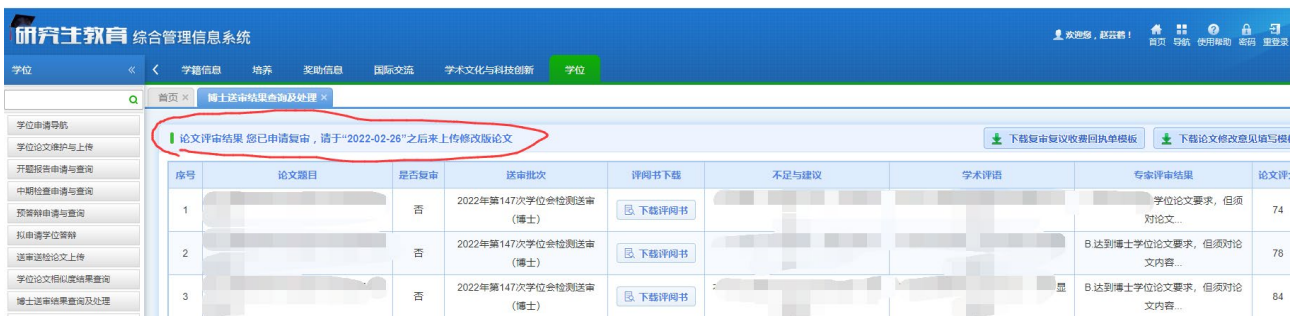 研究生教育 综合管理信息系统
欢迎您，赵芸鹤！ 首页 导航 使用帮助 密码 重登录
学位 学籍信息 培养 奖助信息 国际交流 学术文化与科技创新 学位
首页 博士送审结果查询及处理
学位申请导航
学位论文维护与上传
开题报告申请与查询
中期检查申请与查询
预答辩申请与查询
拟申请学位答辩
送审送检论文上传
学位论文相似度结果查询
博士送审结果查询及处理
论文评审结果 您已申请复审，请于“2022-02-26”之后来上传修改版论文
下载复审复议收费回执单模板 下载论文修改意见填写模
序号 论文题目 是否复审 送审批次 评阅书下载 不足与建议 学术评语 专家评审结果 论文评
1 否 2022年第147次学位会检测送审（博士） 下载评阅书 学位论文要求，但须对论文... 74
2 否 2022年第147次学位会检测送审（博士） 下载评阅书 B.达到博士学位论文要求，但须对论文内容... 78
3 否 2022年第147次学位会检测送审（博士） 下载评阅书 显 B.达到博士学位论文要求，但须对论文内容... 84